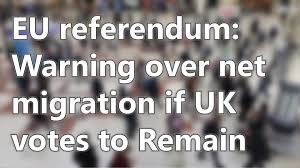 EU referendum:
Warning over net
migration if UK
votes to Remain